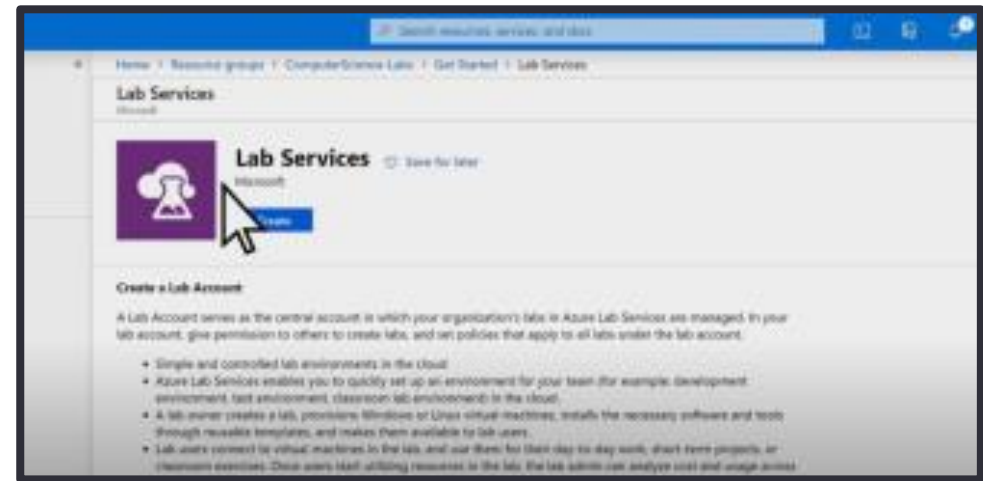 Search resources, services, and docs
Home > Resource groups > ComputerScience Labs > Get Started > Lab Services
Lab Services
Microsoft
Lab Services Save for later
Microsoft
Create
Create a Lab Account
A Lab Account serves as the central account in which your organization's labs in Azure Lab Services are managed. In your
lab account, give permission to others to create labs, and set policies that apply to all labs under the lab account.
• Simple and controlled lab environments in the cloud
• Azure Lab Services enables you to quickly set up an environment for your team (for example: development
environment, test environment, classroom lab environment) in the cloud.
• A lab owner creates a lab, provisions Windows or Linux virtual machines, installs the necessary software and tools
through reusable templates, and makes them available to lab users.
• Lab users connect to virtual machines in the lab, and use them for their day-to-day work, short-term projects, or
classroom exercises. Once users start utilizing resources in the lab, the lab admin can analyze cost and usage across